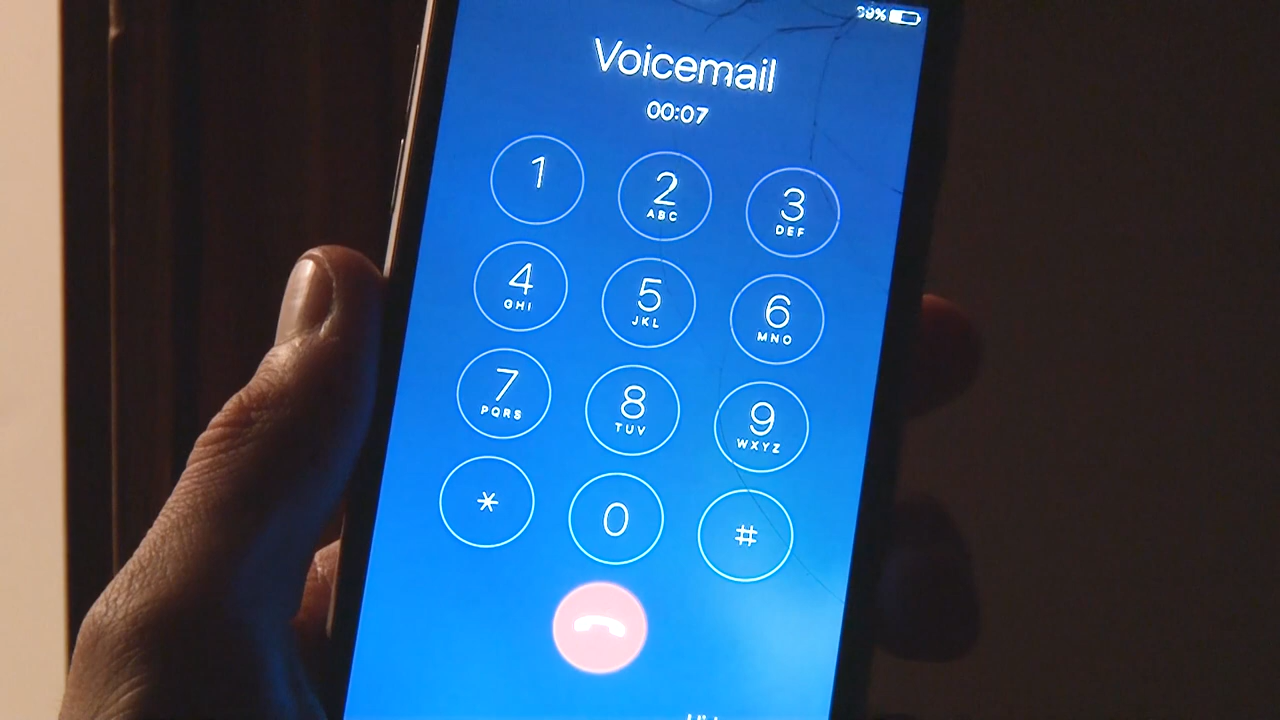 39%
Voicemail
00:07
1 2 3
ABC DEF
4 5 6
GHI JKL MNO
7 8 9
PQRS TUV WXYZ
* 0 #